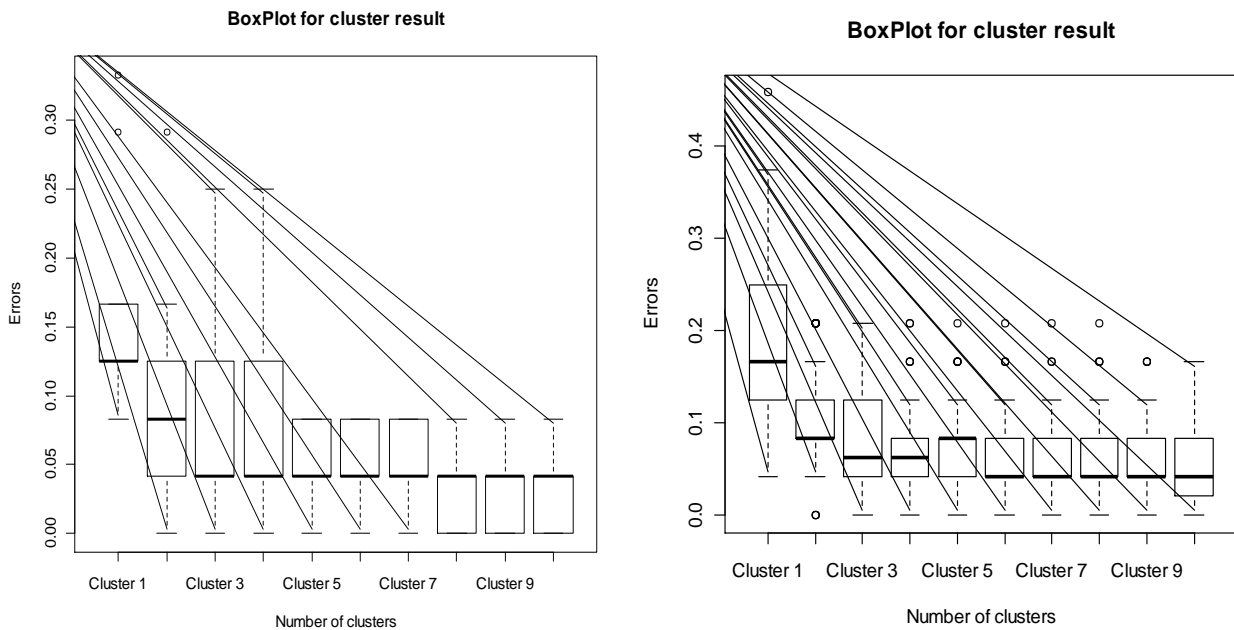 BoxPlot for cluster result
Errors
0.30
0.25
0.20
0.15
0.10
0.05
0.00
Cluster 1 Cluster 3 Cluster 5 Cluster 7 Cluster 9
Number of clusters
BoxPlot for cluster result
Errors
0.4
0.3
0.2
0.1
0.0
Cluster 1 Cluster 3 Cluster 5 Cluster 7 Cluster 9
Number of clusters